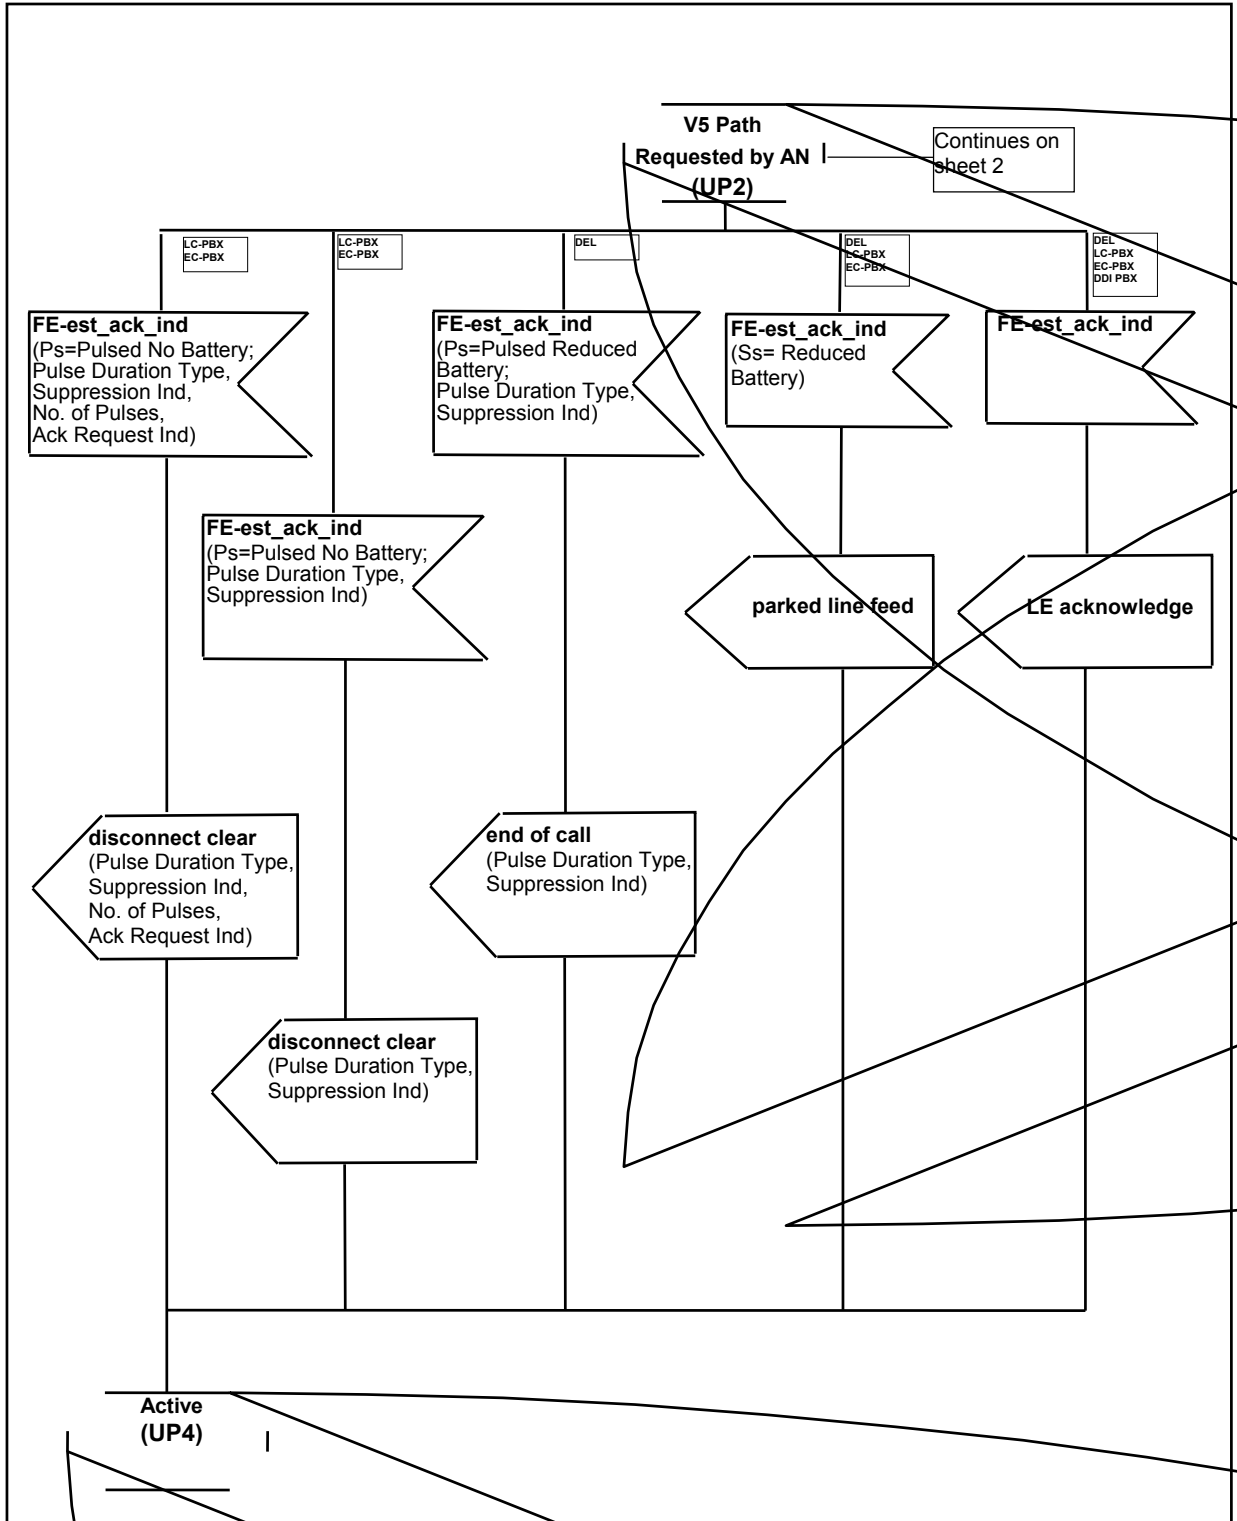 V5 Path
Requested by AN
(UP2)
Continues on
sheet 2
LC-PBX
EC-PBX
LC-PBX
EC-PBX
DEL
DEL
LC-PBX
EC-PBX
DEL
LC-PBX
EC-PBX
DDI PBX
FE-est_ack_ind
(Ps=Pulsed No Battery;
Pulse Duration Type,
Suppression Ind,
No. of Pulses,
Ack Request Ind)
FE-est_ack_ind
(Ps=Pulsed Reduced
Battery;
Pulse Duration Type,
Suppression Ind)
FE-est_ack_ind
(Ss= Reduced
Battery)
FE-est_ack_ind
FE-est_ack_ind
(Ps=Pulsed No Battery;
Pulse Duration Type,
Suppression Ind)
parked line feed
LE acknowledge
disconnect clear
(Pulse Duration Type,
Suppression Ind,
No. of Pulses,
Ack Request Ind)
end of call
(Pulse Duration Type,
Suppression Ind)
disconnect clear
(Pulse Duration Type,
Suppression Ind)
Active
(UP4)